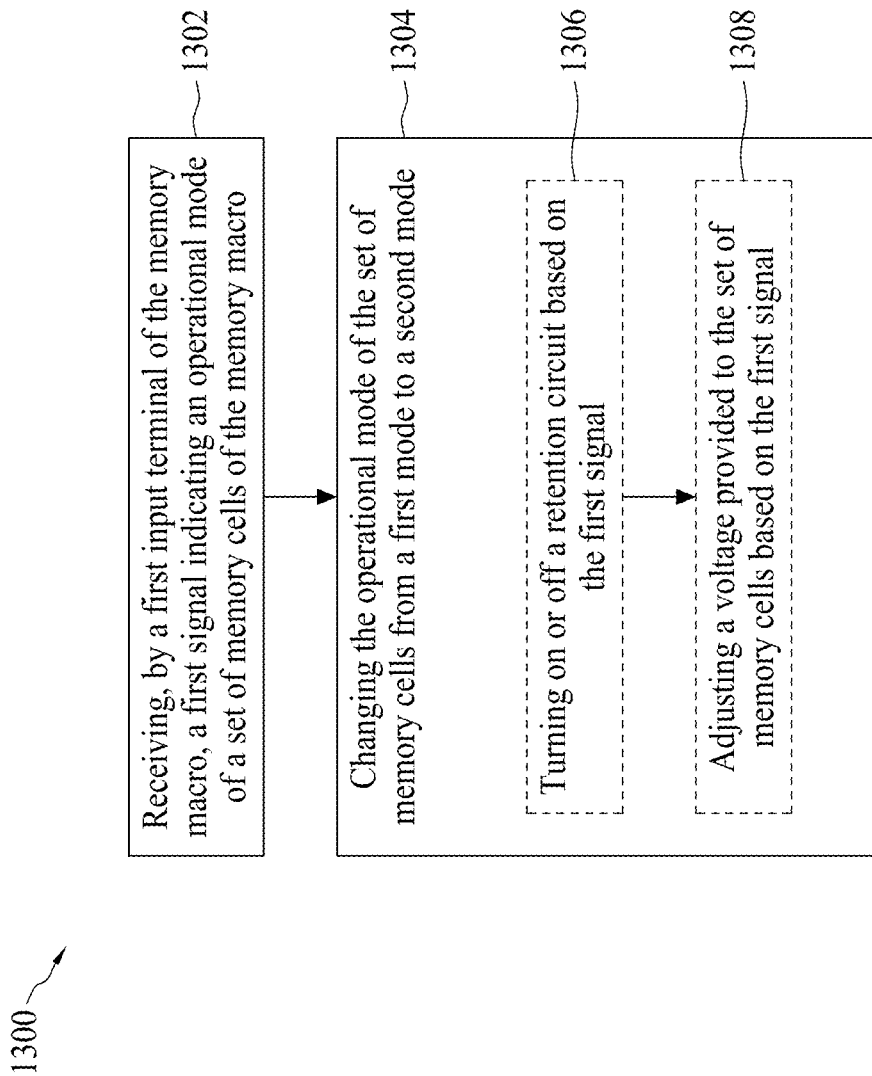 1300
Receiving, by a first input terminal of the memory
macro, a first signal indicating an operational mode
of a set of memory cells of the memory macro
1302
Changing the operational mode of the set of
memory cells from a first mode to a second mode
1304
Turning on or off a retention circuit based on
the first signal
1306
Adjusting a voltage provided to the set of
memory cells based on the first signal
1308